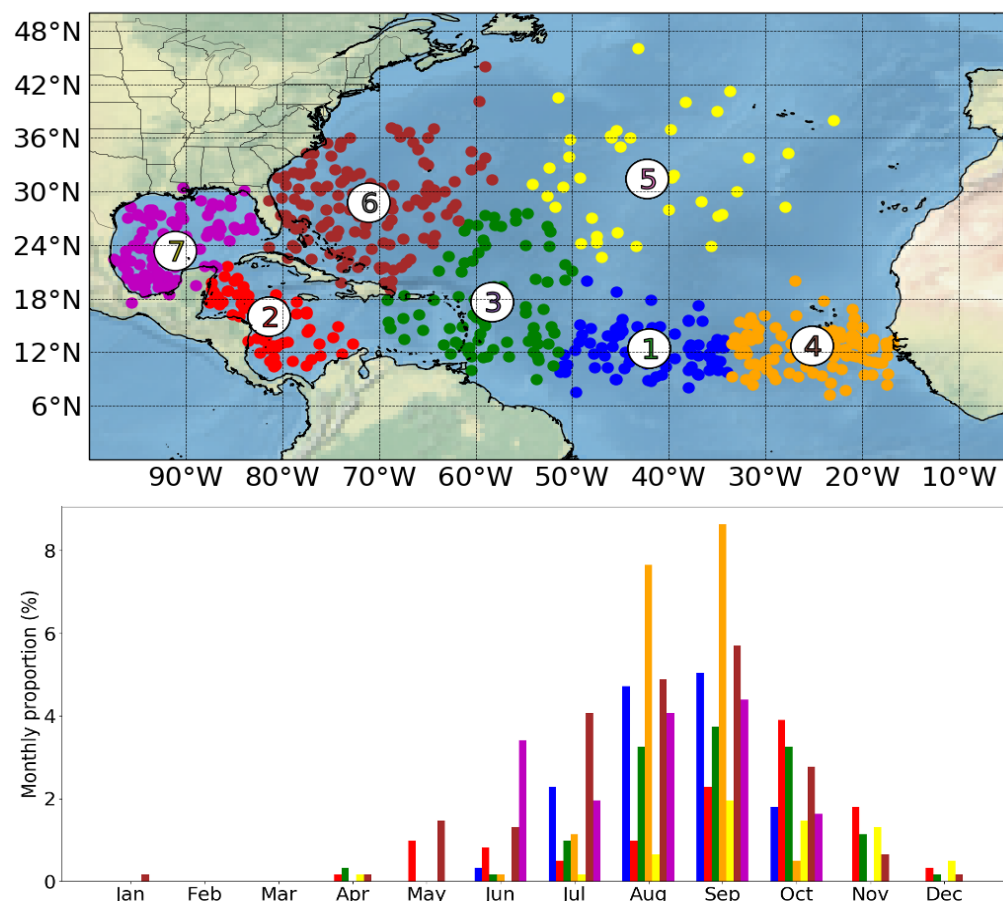 48°N
42°N
36°N
30°N
24°N
18°N
12°N
6°N
5
6
7
3
2
1
4
90°W 80°W 70°W 60°W 50°W 40°W 30°W 20°W 10°W
Monthly proportion (%)
8
6
4
2
0
Jan Feb Mar Apr May Jun Jul Aug Sep Oct Nov Dec